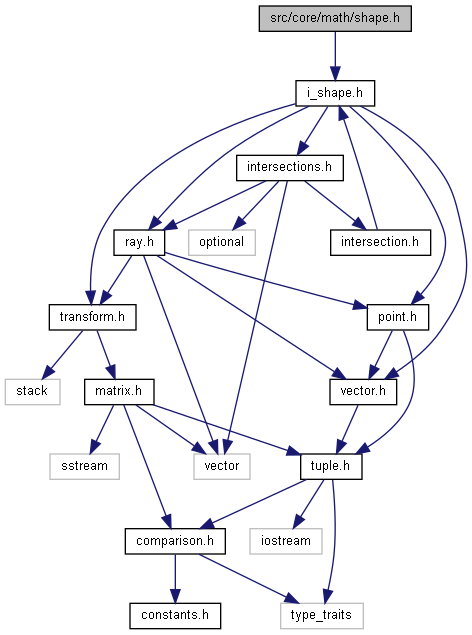 src/core/math/shape.h
i_shape.h
intersections.h
ray.h
optional
intersection.h
transform.h
point.h
stack
matrix.h
vector.h
sstream
vector
tuple.h
comparison.h
iostream
constants.h
type_traits